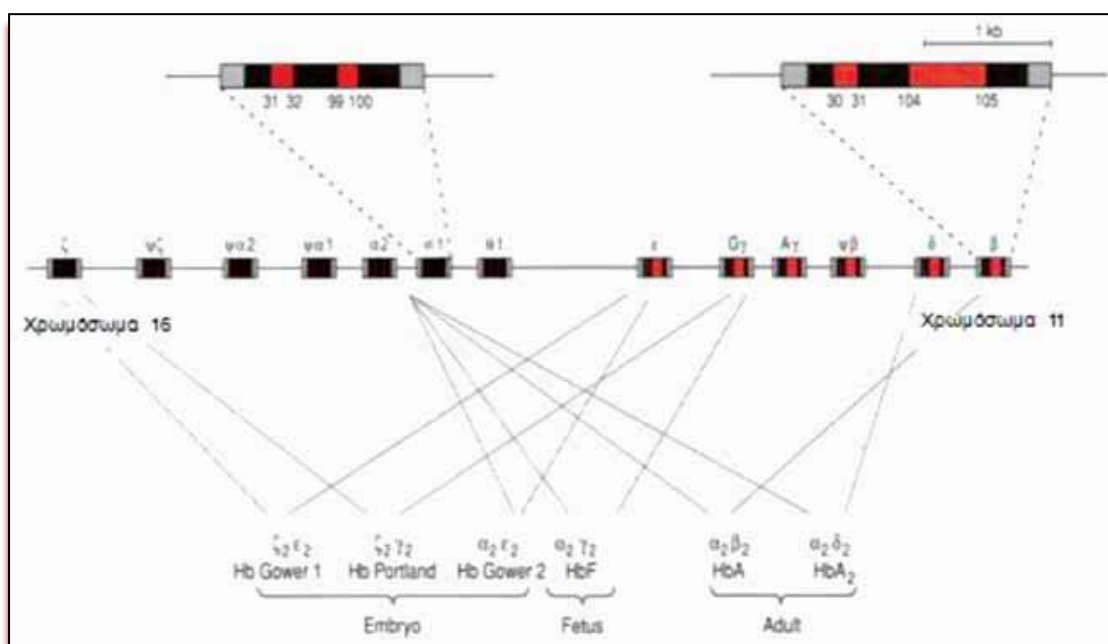 1 kb
31 32 99 100
30 31 104 105
ζ ψζ ψα2 ψα1 α2 α1 θ1 ε Gγ Aγ ψβ δ β
Χρωμόσωμα 16 Χρωμόσωμα 11
ζ2ε2 ζ2γ2 α2ε2 α2γ2 α2β2 α2δ2
Hb Gower 1 Hb Portland Hb Gower 2 HbF HbA HbA2
Embryo Fetus Adult